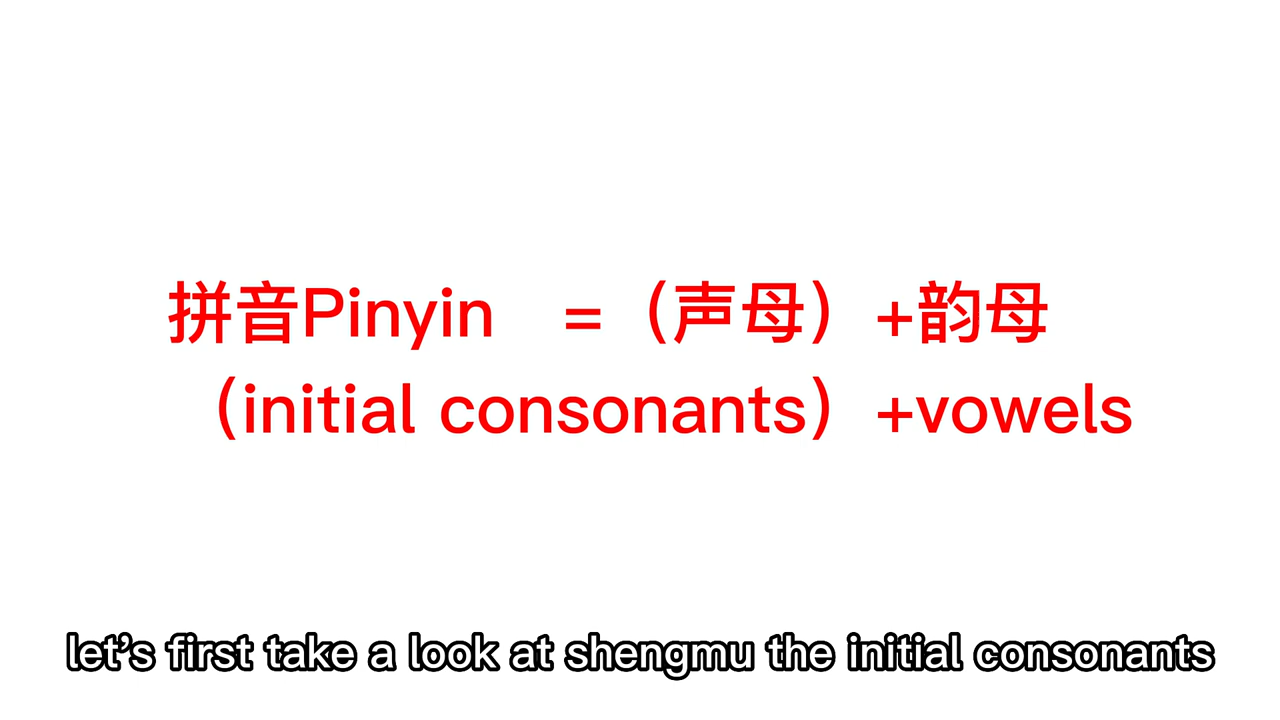 拼音Pinyin =（声母）+韵母
（initial consonants）+vowels
let's first take a look at shengmu the initial consonants